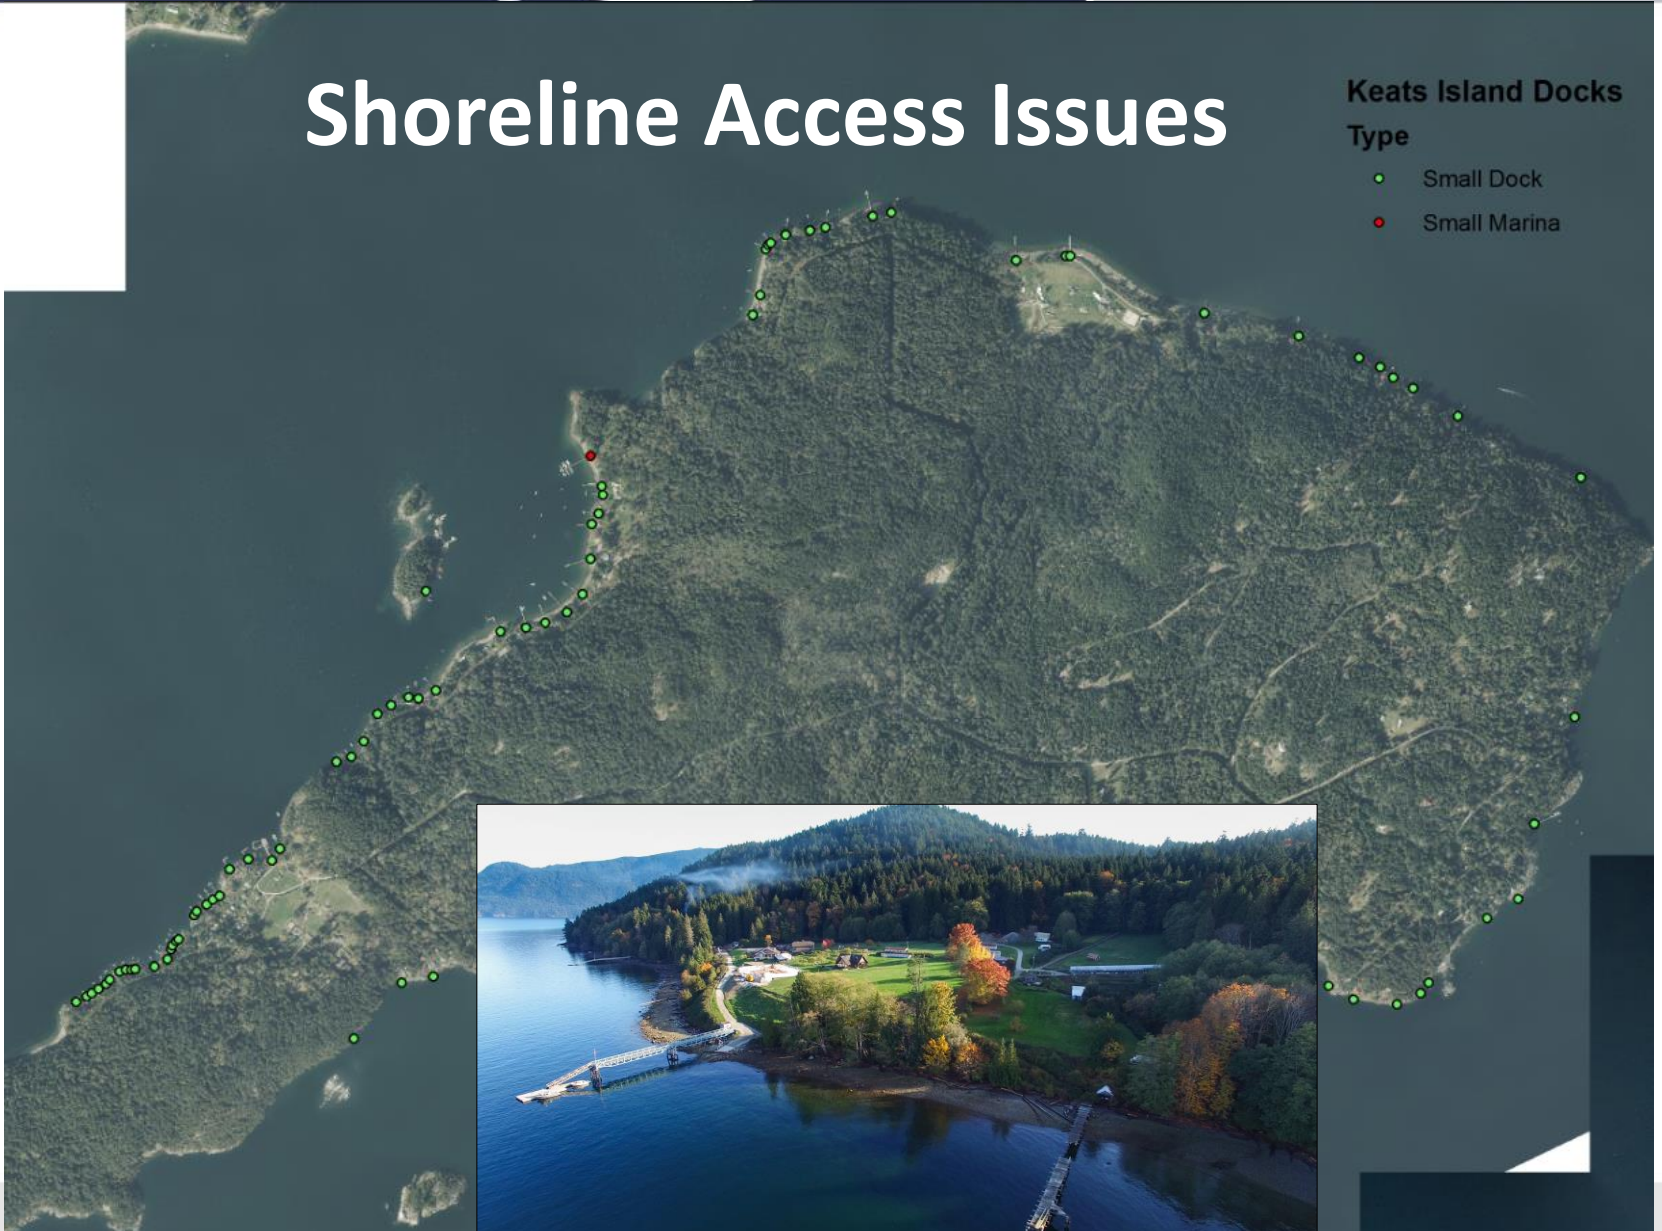 Shoreline Access Issues
Keats Island Docks
Type
Small Dock
Small Marina